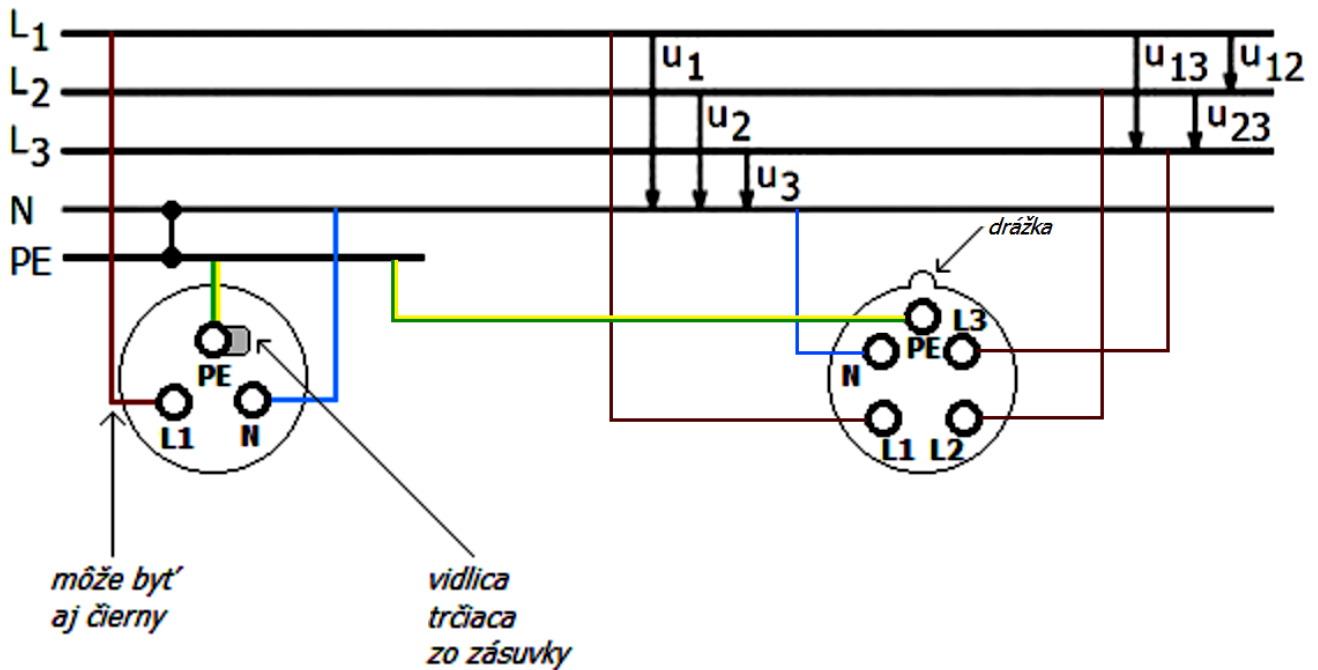 L1
L2
L3
N
PE
u1
u2
u3
u13
u12
u23
drážka
PE
L1
N
L3
PE
N
L1
L2
môže byť
aj čierny
vidlica
trčiaca
zo zásuvky